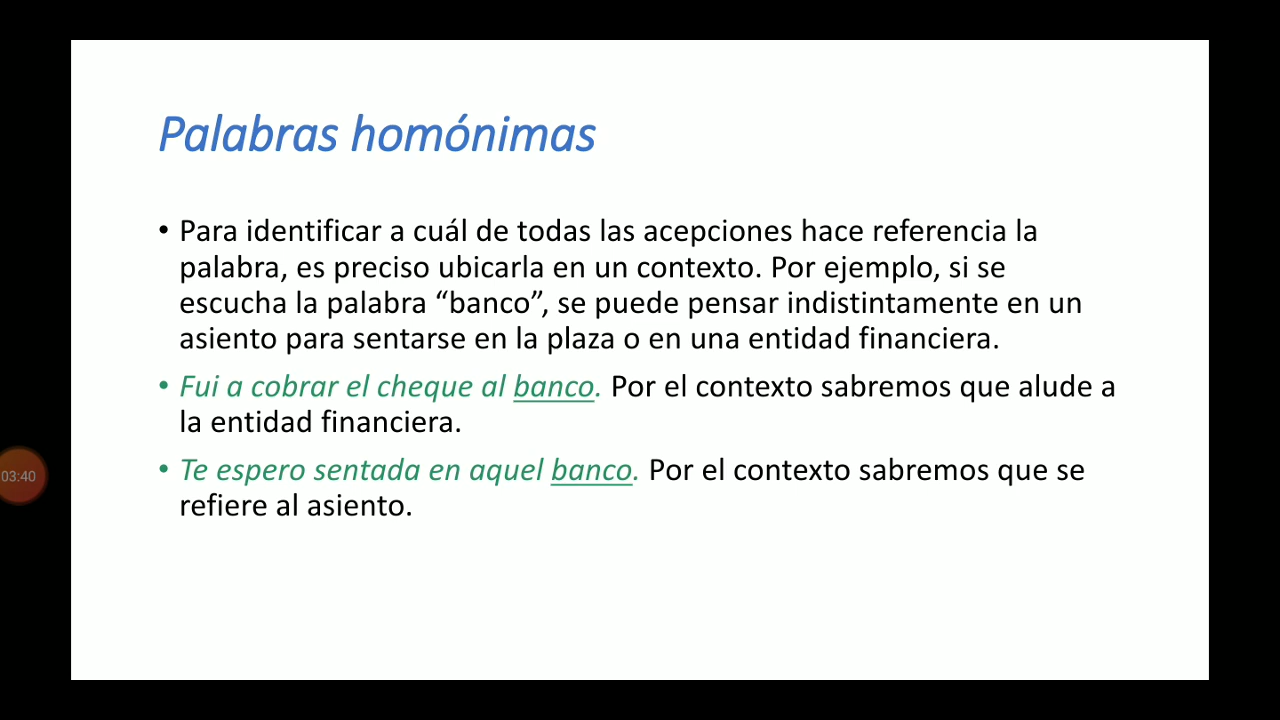 Palabras homónimas
• Para identificar a cuál de todas las acepciones hace referencia la
palabra, es preciso ubicarla en un contexto. Por ejemplo, si se
escucha la palabra “banco”, se puede pensar indistintamente en un
asiento para sentarse en la plaza o en una entidad financiera.
• Fui a cobrar el cheque al banco. Por el contexto sabremos que alude a
la entidad financiera.
• Te espero sentada en aquel banco. Por el contexto sabremos que se
refiere al asiento.
03:40